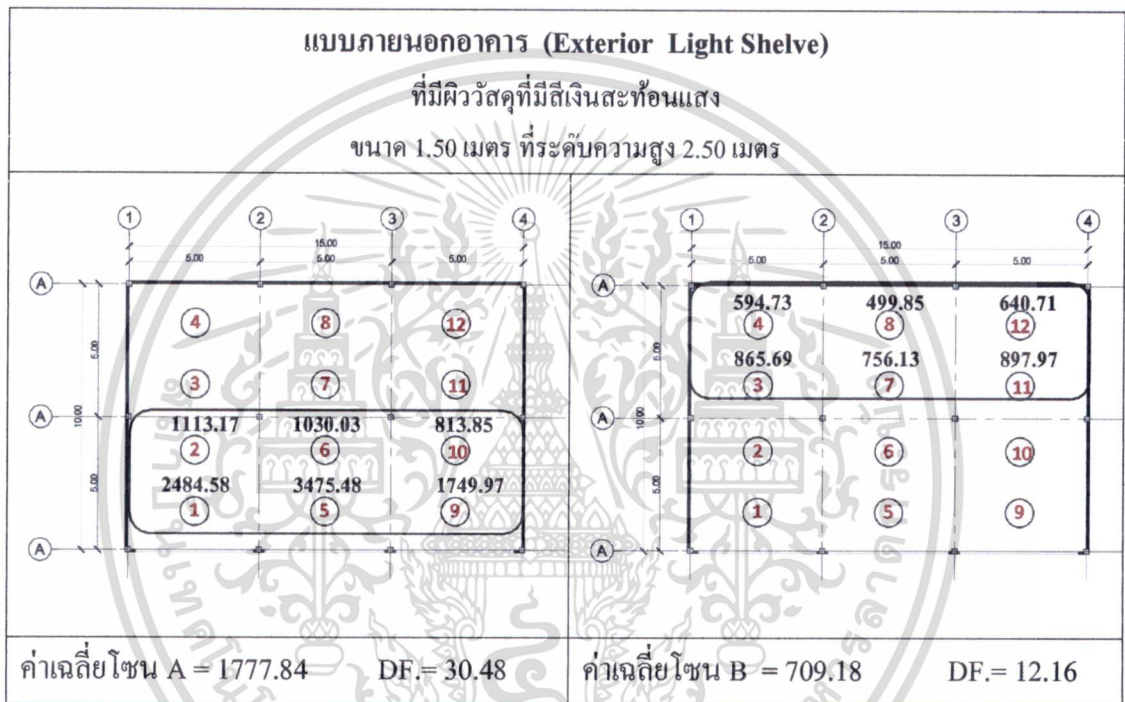 แบบภายนอกอาคาร (Exterior Light Shelve)
ที่มีผิววัสดุที่มีสีเงินสะท้อนแสง
ขนาด 1.50 เมตร ที่ระดับความสูง 2.50 เมตร
1 2 3 4
15.00
5.00 5.00 5.00
A
4 8 12
5.00
3 7 11
10.00
A
1113.17 1030.03 813.85
2 6 10
5.00
2484.58 3475.48 1749.97
1 5 9
A
1 2 3 4
15.00
5.00 5.00 5.00
A
594.73 499.85 640.71
4 8 12
5.00
865.69 756.13 897.97
3 7 11
10.00
A
2 6 10
5.00
1 5 9
A
ค่าเฉลี่ยโซน A = 1777.84 DF.= 30.48
ค่าเฉลี่ยโซน B = 709.18 DF.= 12.16